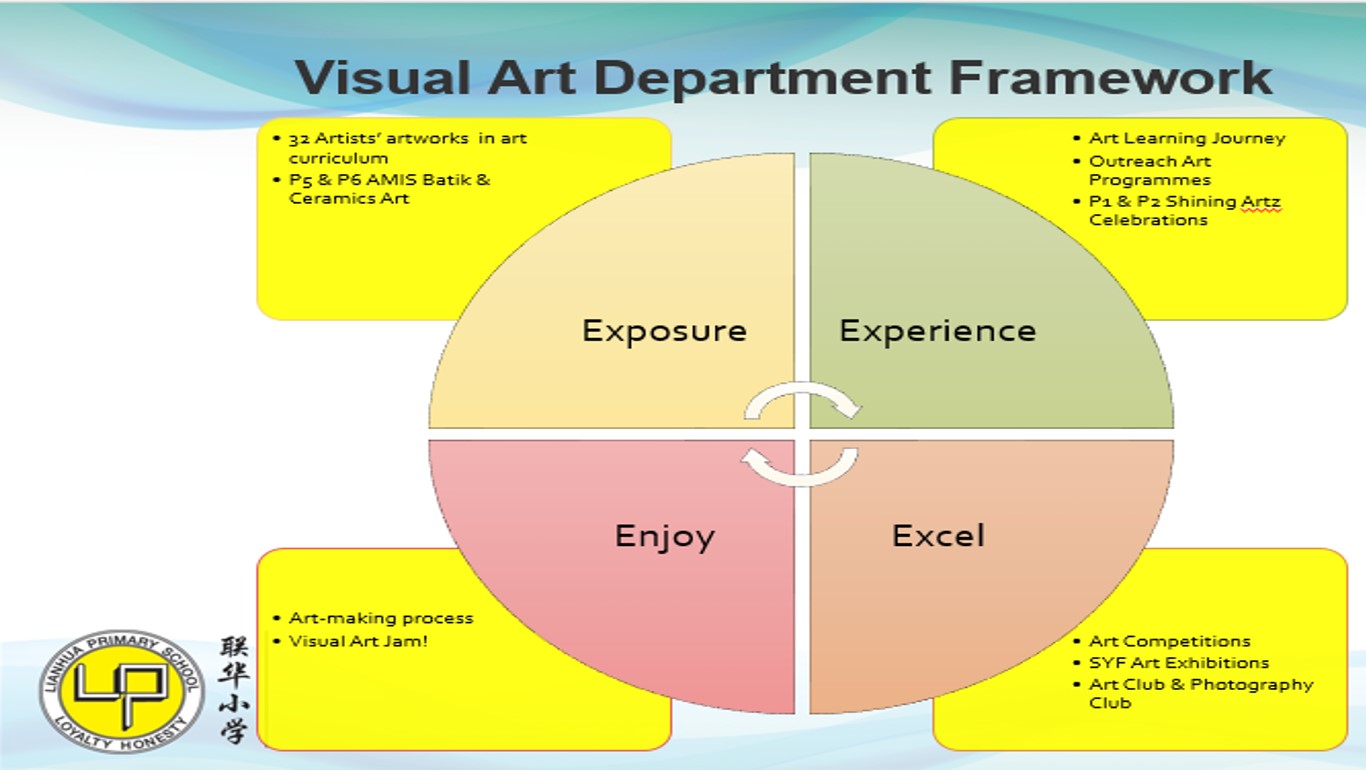 Visual Art Department Framework
• 32 Artists’ artworks in art
curriculum
• P5 & P6 AMIS Batik &
Ceramics Art
• Art Learning Journey
• Outreach Art
Programmes
• P1 & P2 Shining Artz
Celebrations
Exposure
Experience
Enjoy
Excel
• Art-making process
• Visual Art Jam!
• Art Competitions
• SYF Art Exhibitions
• Art Club & Photography
Club
LIANHUA PRIMARY SCHOOL
LP
LOYALTY HONESTY
联
华
小
学